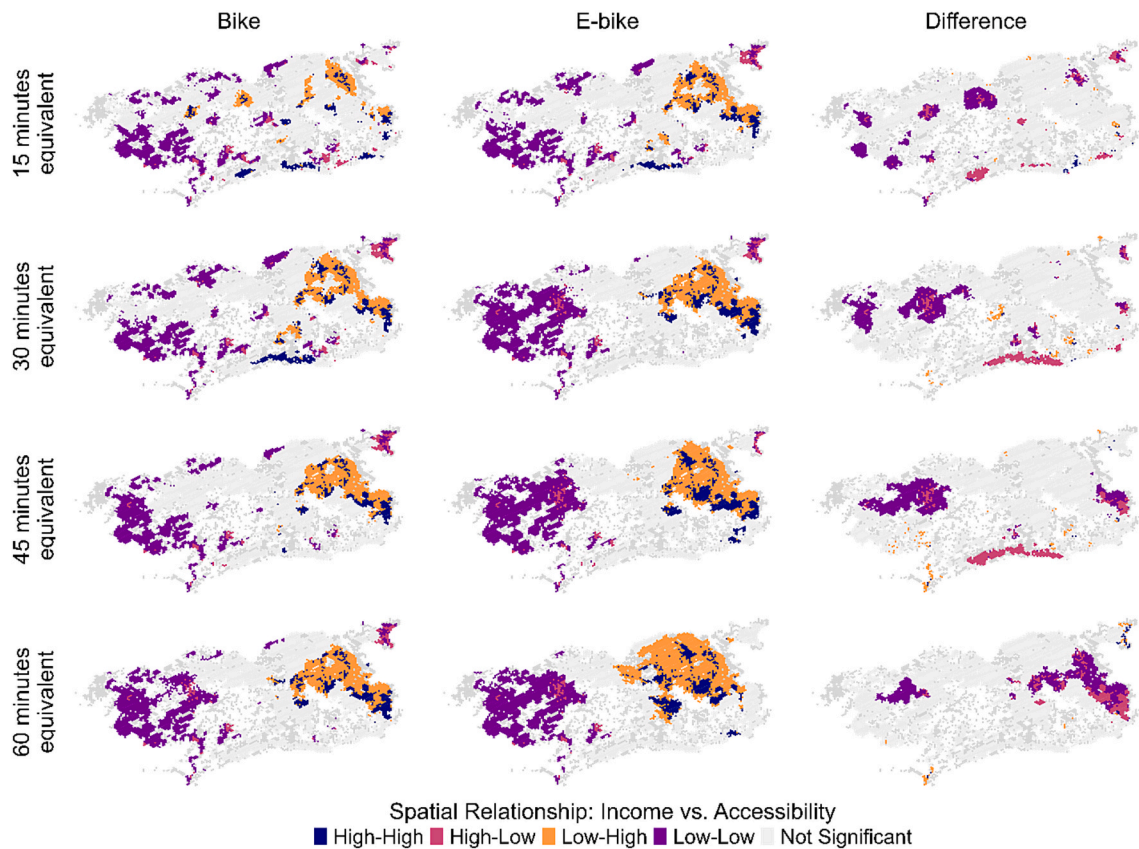 Bike
E-bike
Difference
15 minutes
equivalent
30 minutes
equivalent
45 minutes
equivalent
60 minutes
equivalent
Spatial Relationship: Income vs. Accessibility
High-High High-Low Low-High Low-Low Not Significant